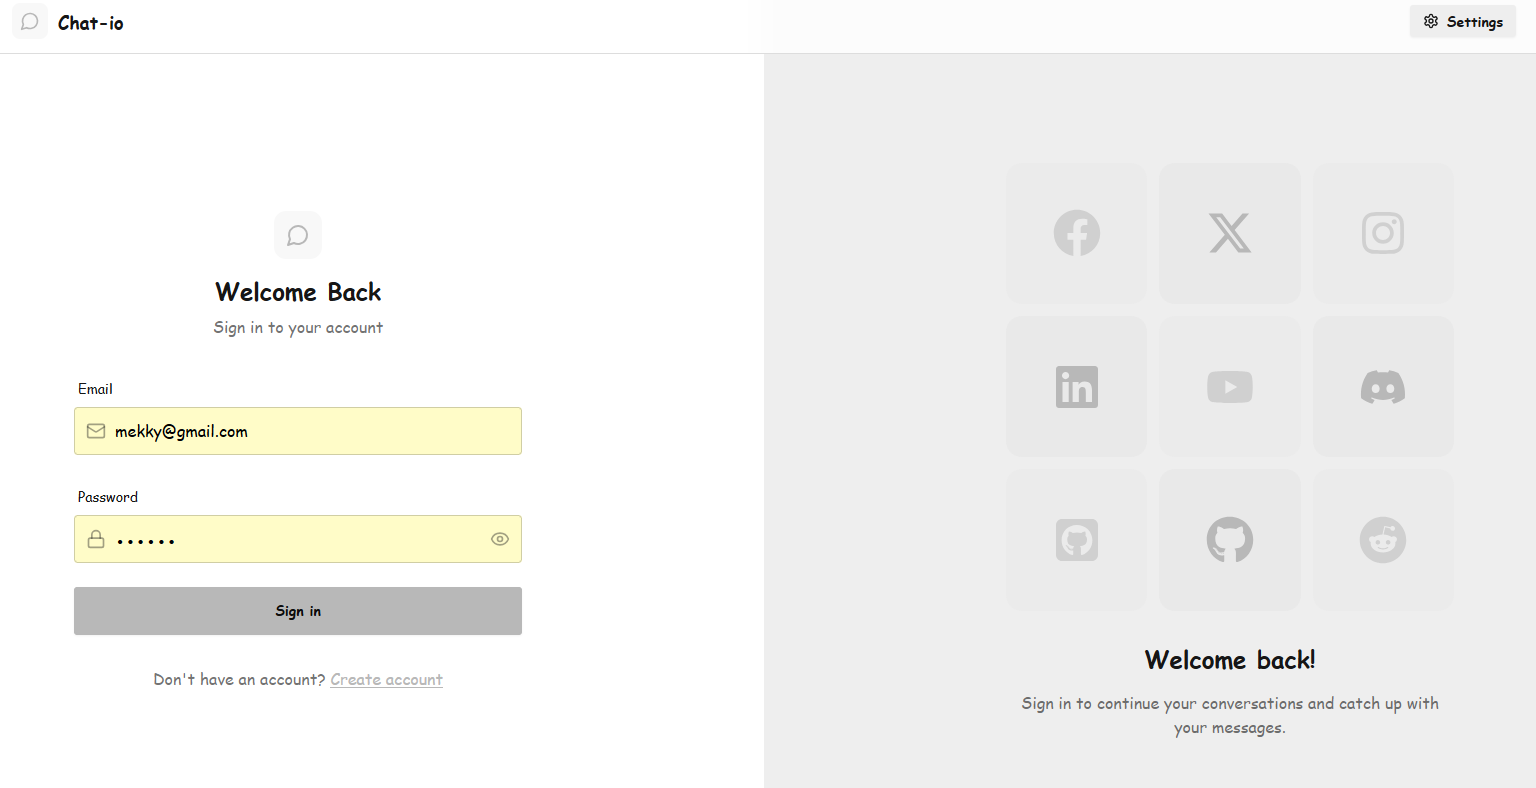 Chat-io
Settings
Welcome Back
Sign in to your account
Email
mekky@gmail.com
Password
••••••
Sign in
Don't have an account? Create account
Welcome back!
Sign in to continue your conversations and catch up with
your messages.